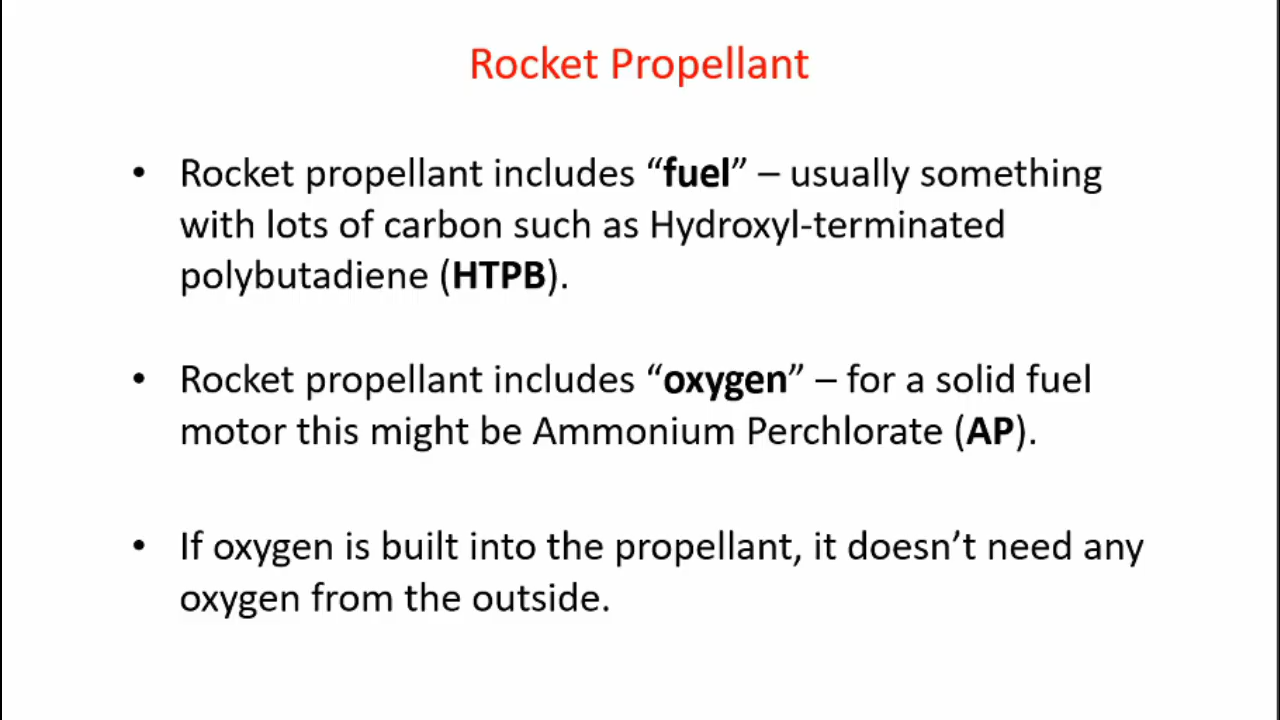 Rocket Propellant
• Rocket propellant includes “fuel” – usually something
with lots of carbon such as Hydroxyl-terminated
polybutadiene (HTPB).
• Rocket propellant includes “oxygen” – for a solid fuel
motor this might be Ammonium Perchlorate (AP).
• If oxygen is built into the propellant, it doesn’t need any
oxygen from the outside.